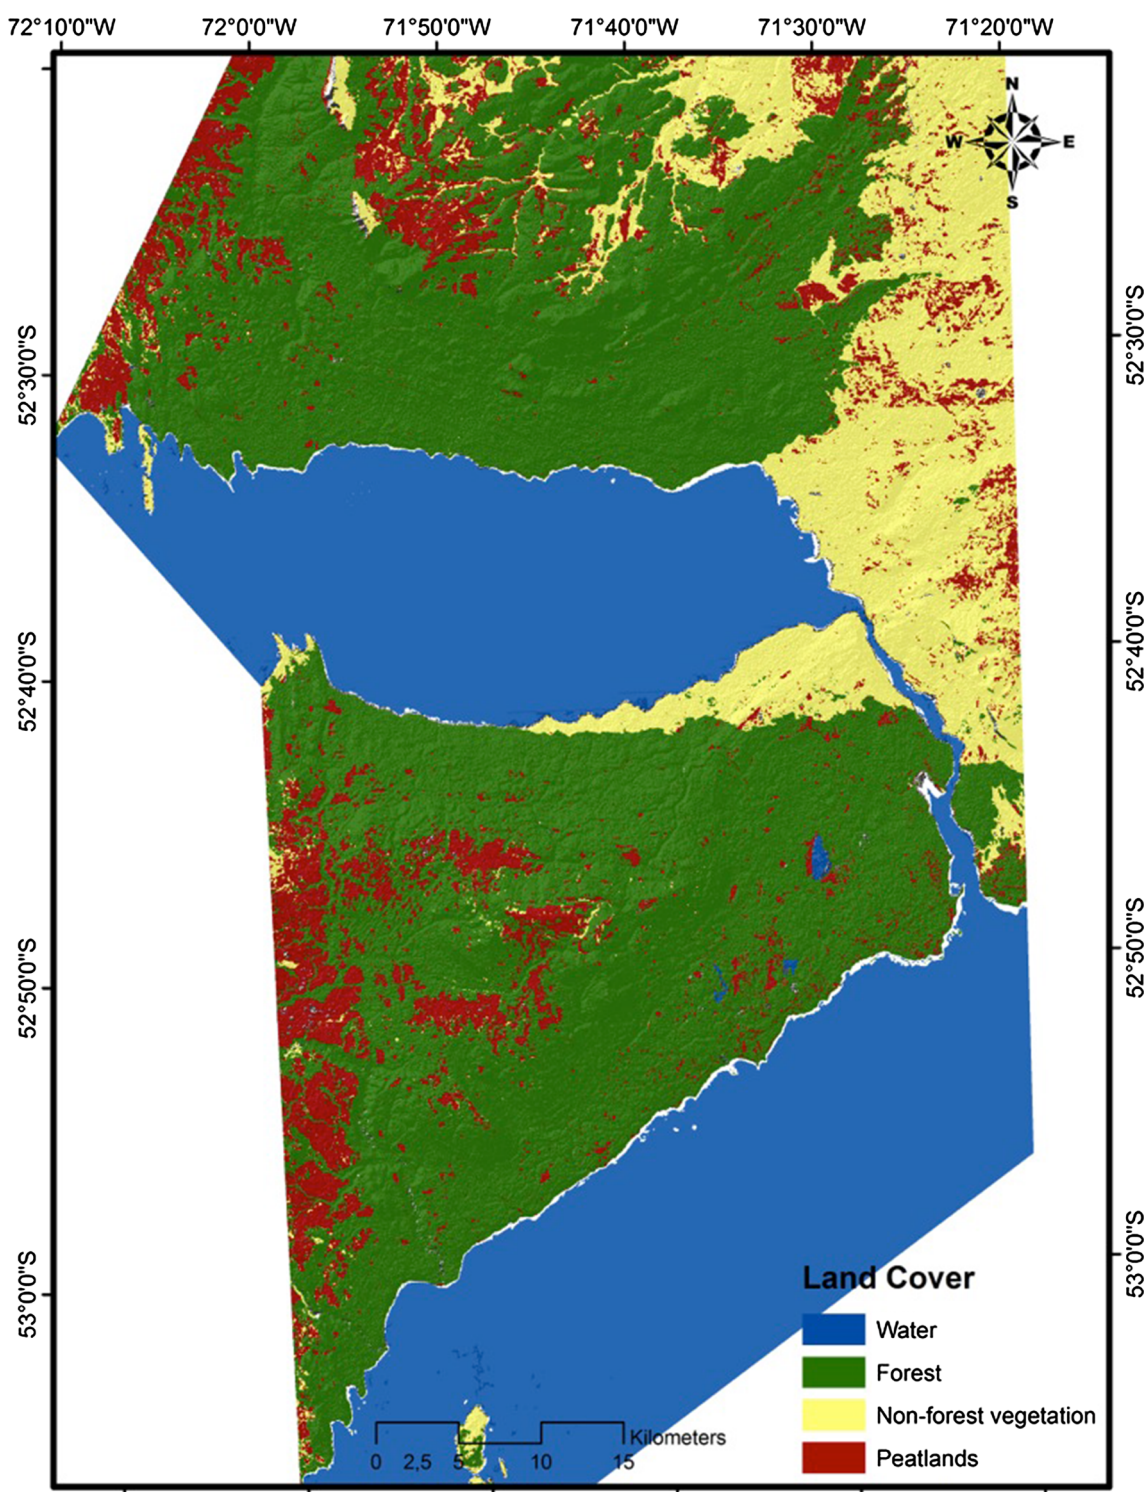 72°10'0"W 72°0'0"W 71°50'0"W 71°40'0"W 71°30'0"W 71°20'0"W
N
W E
S
52°30'0"S
52°40'0"S
52°50'0"S
53°0'0"S
52°30'0"S
52°40'0"S
52°50'0"S
53°0'0"S
Land Cover
Water
Forest
Non-forest vegetation
Peatlands
Kilometers
0 2,5 5 10 15